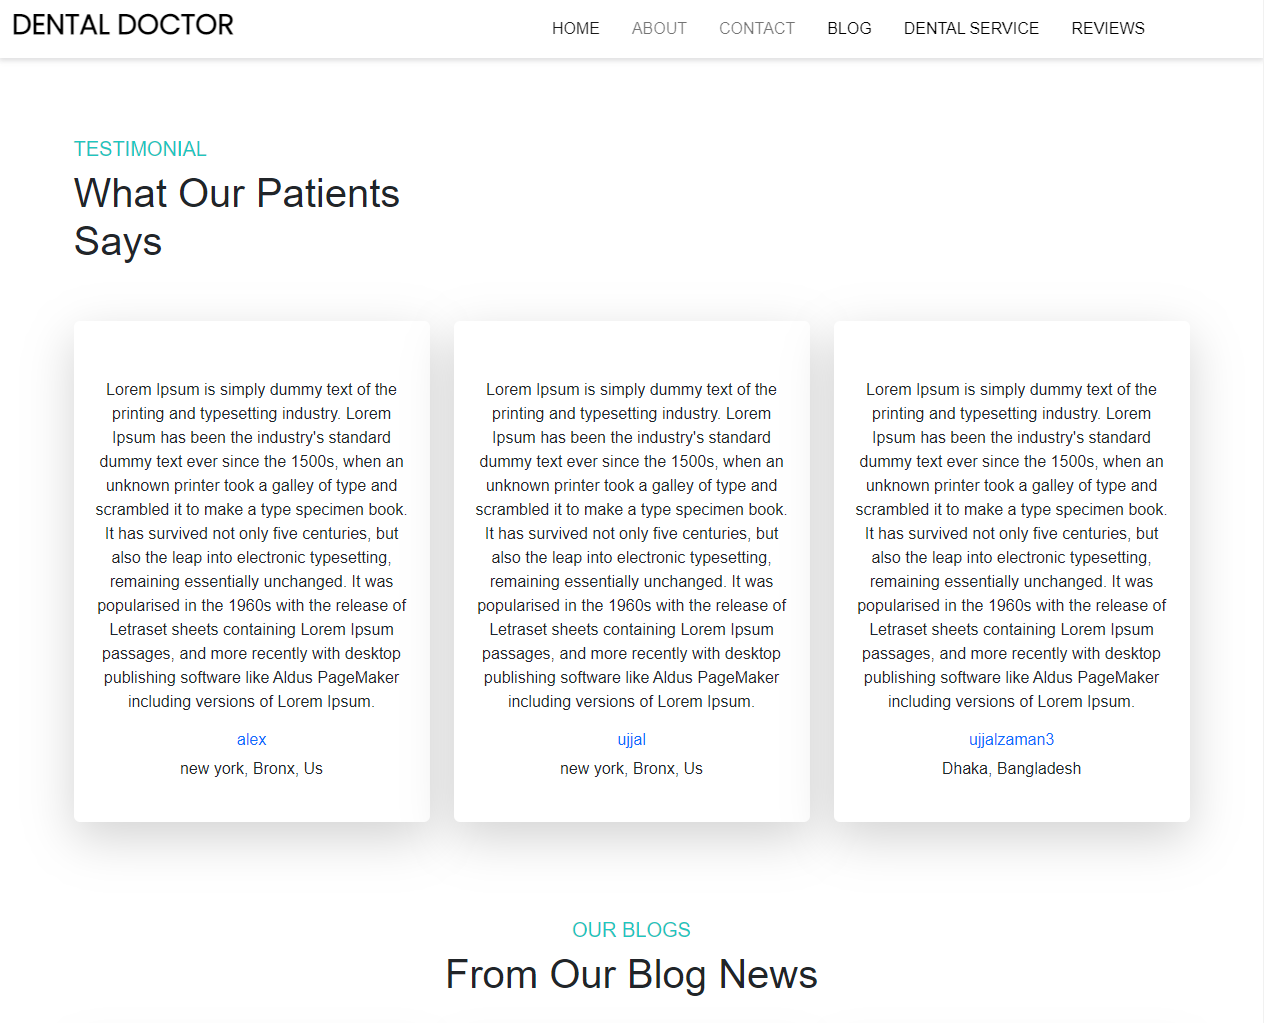 DENTAL DOCTOR
HOME ABOUT CONTACT BLOG DENTAL SERVICE REVIEWS
TESTIMONIAL
What Our Patients
Says
Lorem Ipsum is simply dummy text of the
printing and typesetting industry. Lorem
Ipsum has been the industry's standard
dummy text ever since the 1500s, when an
unknown printer took a galley of type and
scrambled it to make a type specimen book.
It has survived not only five centuries, but
also the leap into electronic typesetting,
remaining essentially unchanged. It was
popularised in the 1960s with the release of
Letraset sheets containing Lorem Ipsum
passages, and more recently with desktop
publishing software like Aldus PageMaker
including versions of Lorem Ipsum.
alex
new york, Bronx, Us
Lorem Ipsum is simply dummy text of the
printing and typesetting industry. Lorem
Ipsum has been the industry's standard
dummy text ever since the 1500s, when an
unknown printer took a galley of type and
scrambled it to make a type specimen book.
It has survived not only five centuries, but
also the leap into electronic typesetting,
remaining essentially unchanged. It was
popularised in the 1960s with the release of
Letraset sheets containing Lorem Ipsum
passages, and more recently with desktop
publishing software like Aldus PageMaker
including versions of Lorem Ipsum.
ujjal
new york, Bronx, Us
Lorem Ipsum is simply dummy text of the
printing and typesetting industry. Lorem
Ipsum has been the industry's standard
dummy text ever since the 1500s, when an
unknown printer took a galley of type and
scrambled it to make a type specimen book.
It has survived not only five centuries, but
also the leap into electronic typesetting,
remaining essentially unchanged. It was
popularised in the 1960s with the release of
Letraset sheets containing Lorem Ipsum
passages, and more recently with desktop
publishing software like Aldus PageMaker
including versions of Lorem Ipsum.
ujjalzaman3
Dhaka, Bangladesh
OUR BLOGS
From Our Blog News